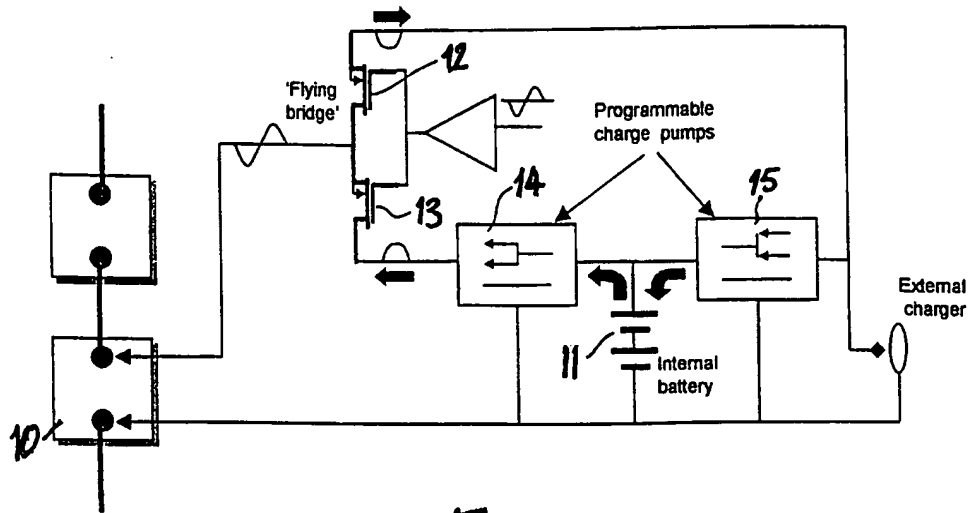 12
'Flying
bridge'
Programmable
charge pumps
14
15
13
External
charger
11
Internal
battery
10